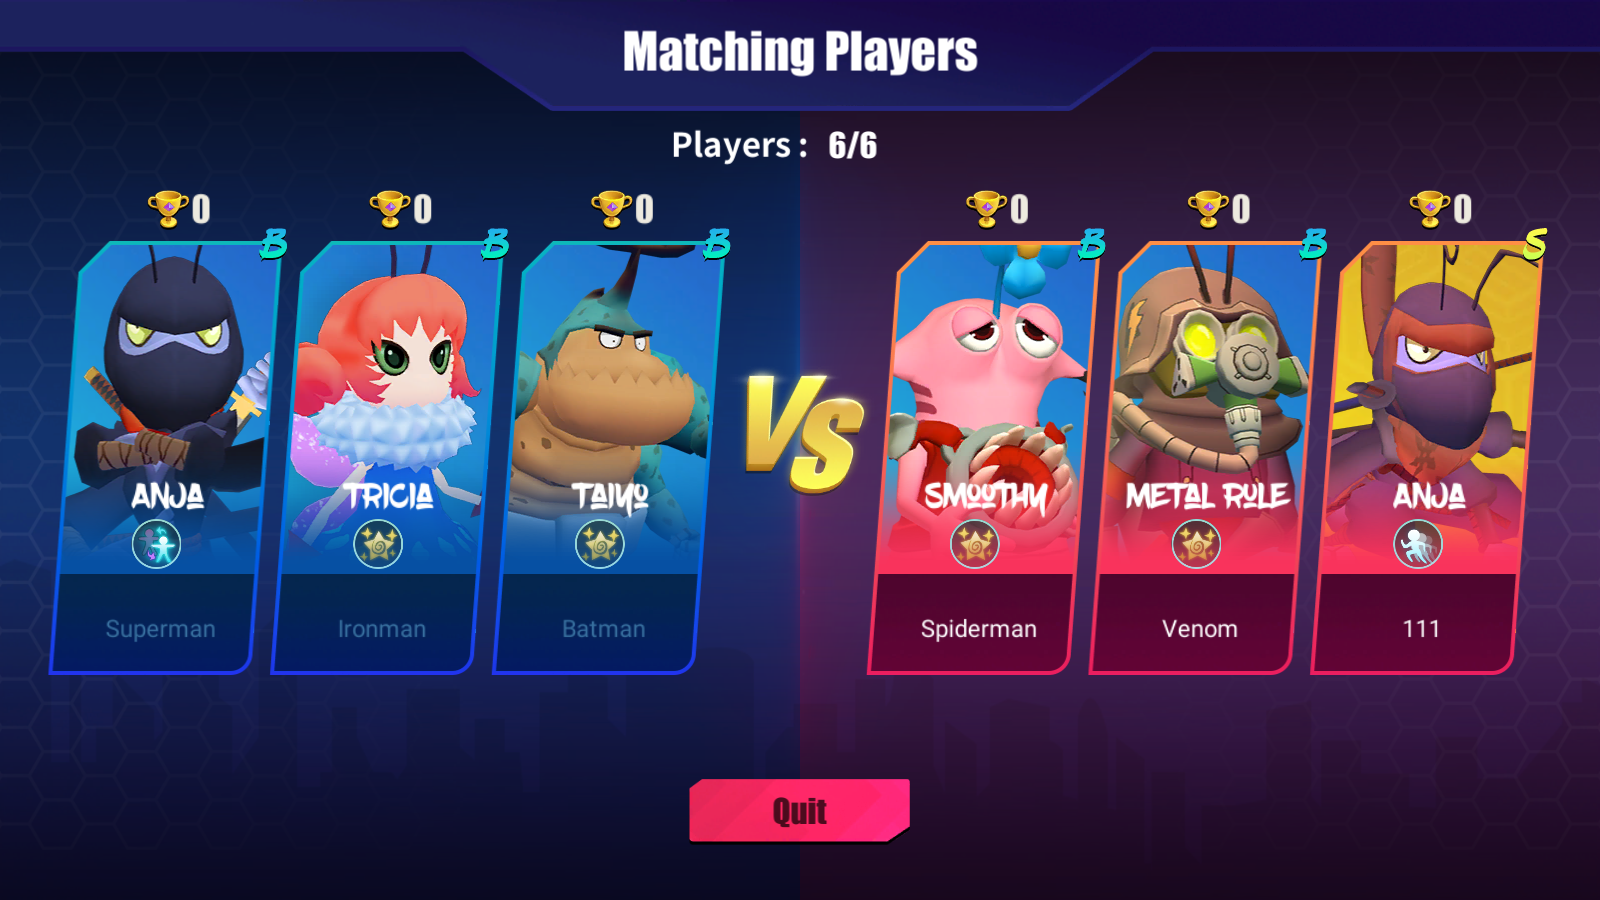 Matching Players
Players : 6/6
0 0 0 0 0 0
B B B B B S
ANJA TRICIA TAIYO VS SMOOTHY METAL RULE ANJA
Superman Ironman Batman Spiderman Venom 111
Quit